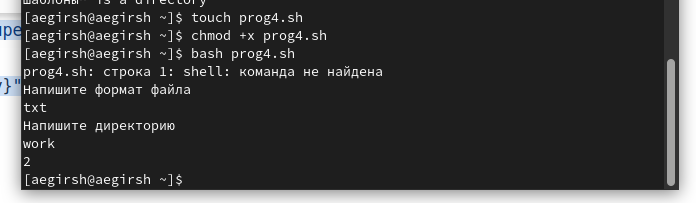 шаблоны" is a directory
[aegirsh@aegirsh ~]$ touch prog4.sh
[aegirsh@aegirsh ~]$ chmod +x prog4.sh
[aegirsh@aegirsh ~]$ bash prog4.sh
prog4.sh: строка 1: shell: команда не найдена
Напишите формат файла
txt
Напишите директорию
work
2
[aegirsh@aegirsh ~]$